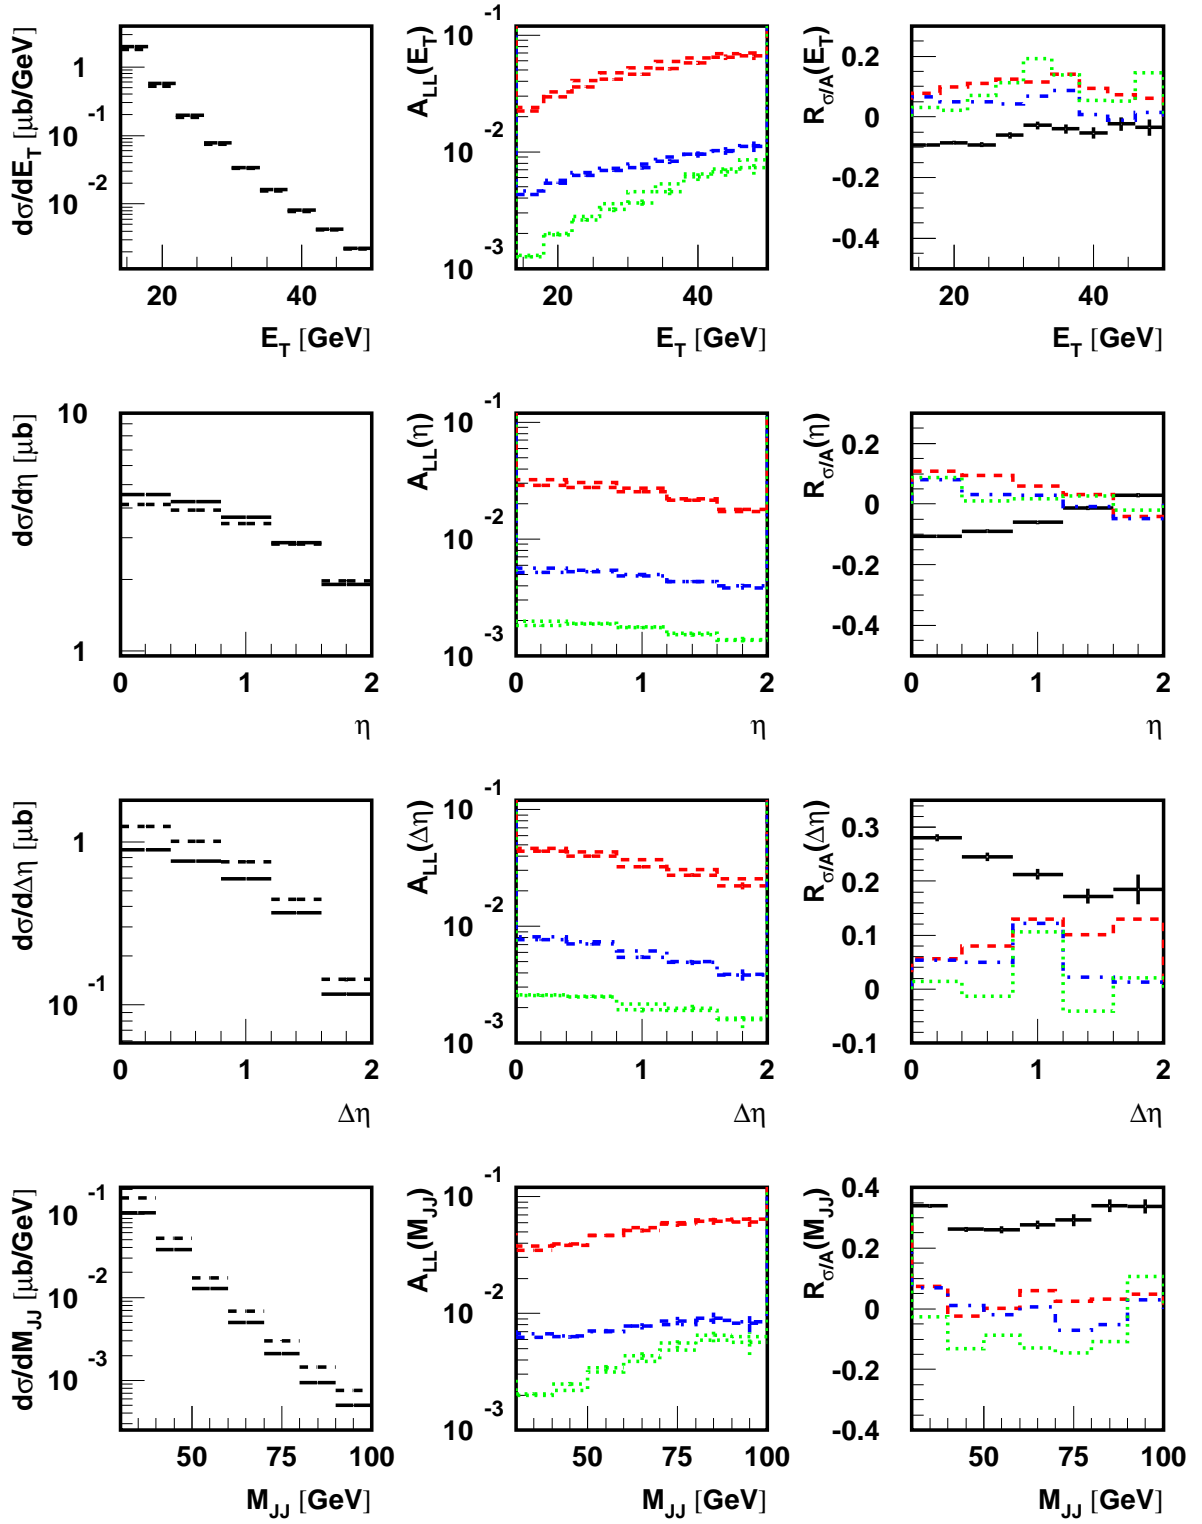 dσ/dE_T [μb/GeV]
1
10^-1
10^-2
20 40
E_T [GeV]
A_LL(E_T)
10^-1
10^-2
10^-3
20 40
E_T [GeV]
R_σ/A(E_T)
0.2
0
-0.2
-0.4
20 40
E_T [GeV]
dσ/dη [μb]
10
1
0 1 2
η
A_LL(η)
10^-1
10^-2
10^-3
0 1 2
η
R_σ/A(η)
0.2
0
-0.2
-0.4
0 1 2
η
dσ/dΔη [μb]
1
10^-1
0 1 2
Δη
A_LL(Δη)
10^-1
10^-2
10^-3
0 1 2
Δη
R_σ/A(Δη)
0.3
0.2
0.1
0
-0.1
0 1 2
Δη
dσ/dM_JJ [μb/GeV]
10^-1
10^-2
10^-3
50 75 100
M_JJ [GeV]
A_LL(M_JJ)
10^-1
10^-2
10^-3
50 75 100
M_JJ [GeV]
R_σ/A(M_JJ)
0.4
0.2
0
-0.2
-0.4
50 75 100
M_JJ [GeV]